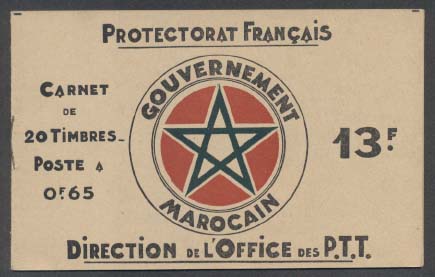 PROTECTORAT FRANÇAIS
CARNET
DE
20 TIMBRES-
POSTE A
0F.65
GOUVERNEMENT
MAROCAIN
13F.
DIRECTION DE L'OFFICE DES P.T.T.